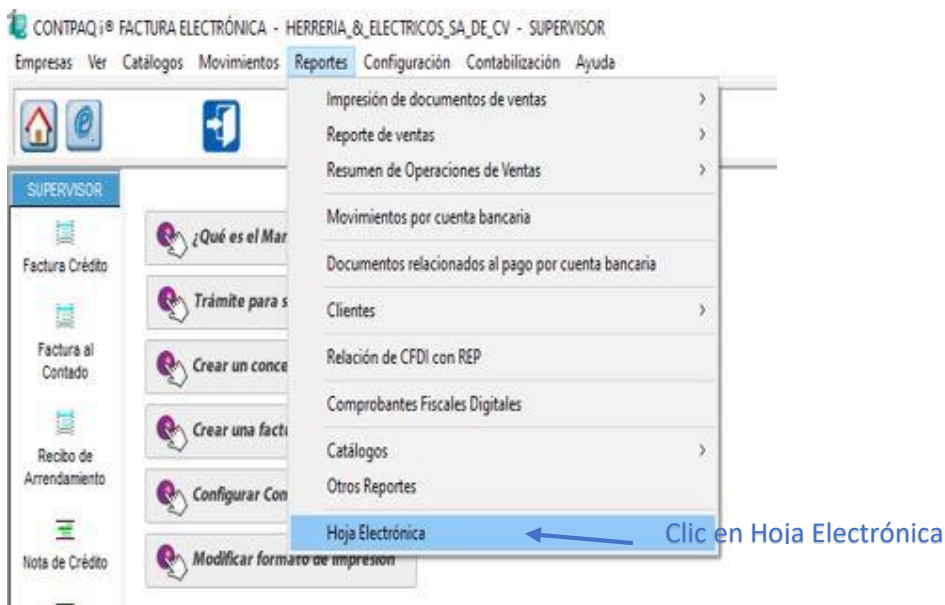 CONTPAQ i® FACTURA ELECTRÓNICA - HERRERIA_&_ELECTRICOS_SA_DE_CV - SUPERVISOR
Empresas Ver Catálogos Movimientos Reportes Configuración Contabilización Ayuda
SUPERVISOR
Factura Crédito
Factura al
Contado
Recibo de
Arrendamiento
Nota de Crédito
¿Qué es el Mar
Trámite para s
Crear un conce
Crear una factu
Configurar Con
Modificar formato de impresión
Impresión de documentos de ventas
Reporte de ventas
Resumen de Operaciones de Ventas
Movimientos por cuenta bancaria
Documentos relacionados al pago por cuenta bancaria
Clientes
Relación de CFDI con REP
Comprobantes Fiscales Digitales
Catálogos
Otros Reportes
Hoja Electrónica
Clic en Hoja Electrónica